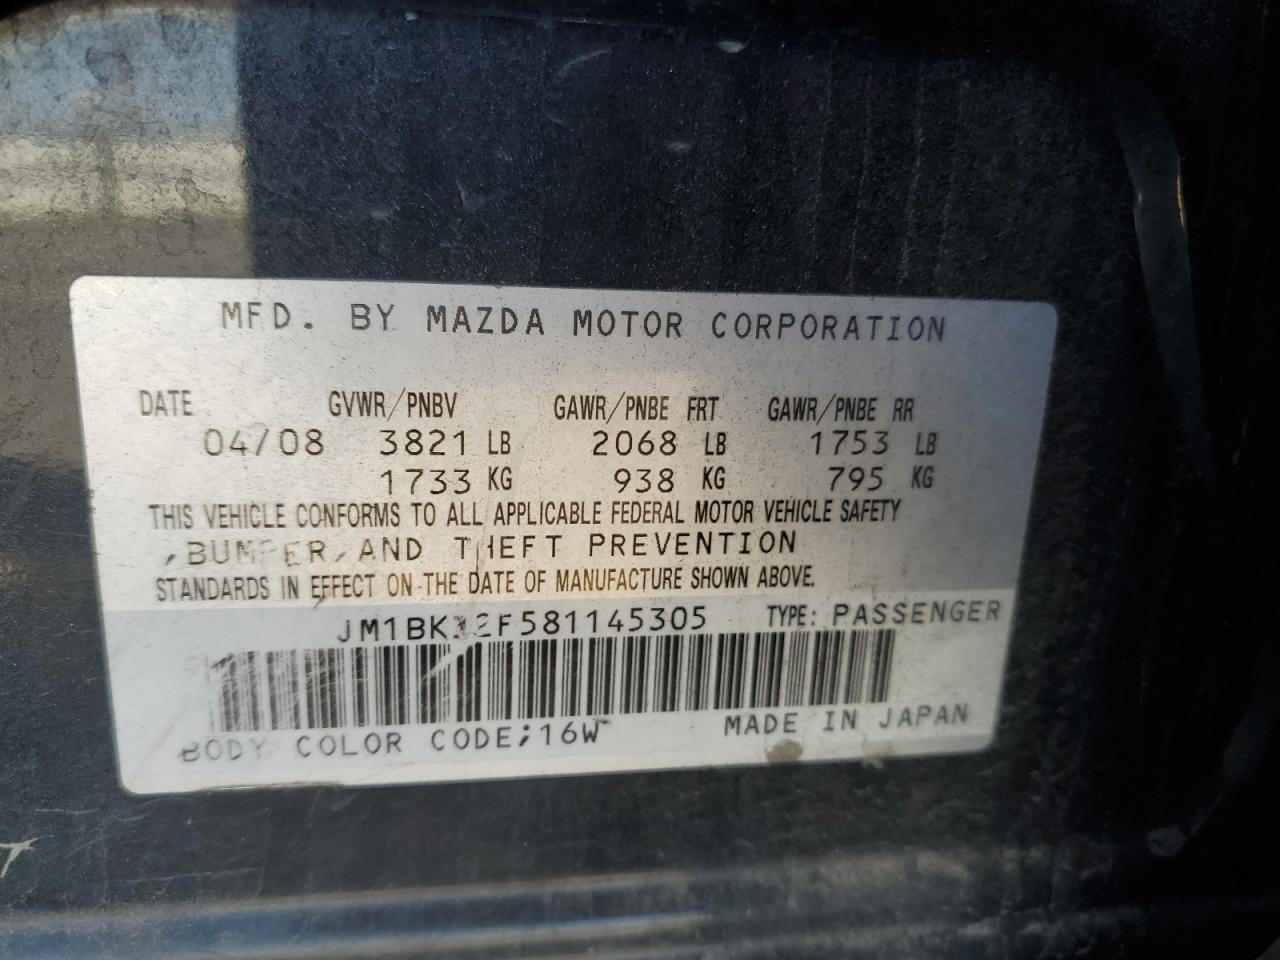 MFD. BY MAZDA MOTOR CORPORATION
DATE GVWR/PNBV GAWR/PNBE FRT GAWR/PNBE RR
04/08 3821 LB 2068 LB 1753 LB
1733 KG 938 KG 795 KG
THIS VEHICLE CONFORMS TO ALL APPLICABLE FEDERAL MOTOR VEHICLE SAFETY
,BUMPER,AND THEFT PREVENTION
STANDARDS IN EFFECT ON THE DATE OF MANUFACTURE SHOWN ABOVE.
TYPE: PASSENGER
BODY COLOR CODE;16W MADE IN JAPAN